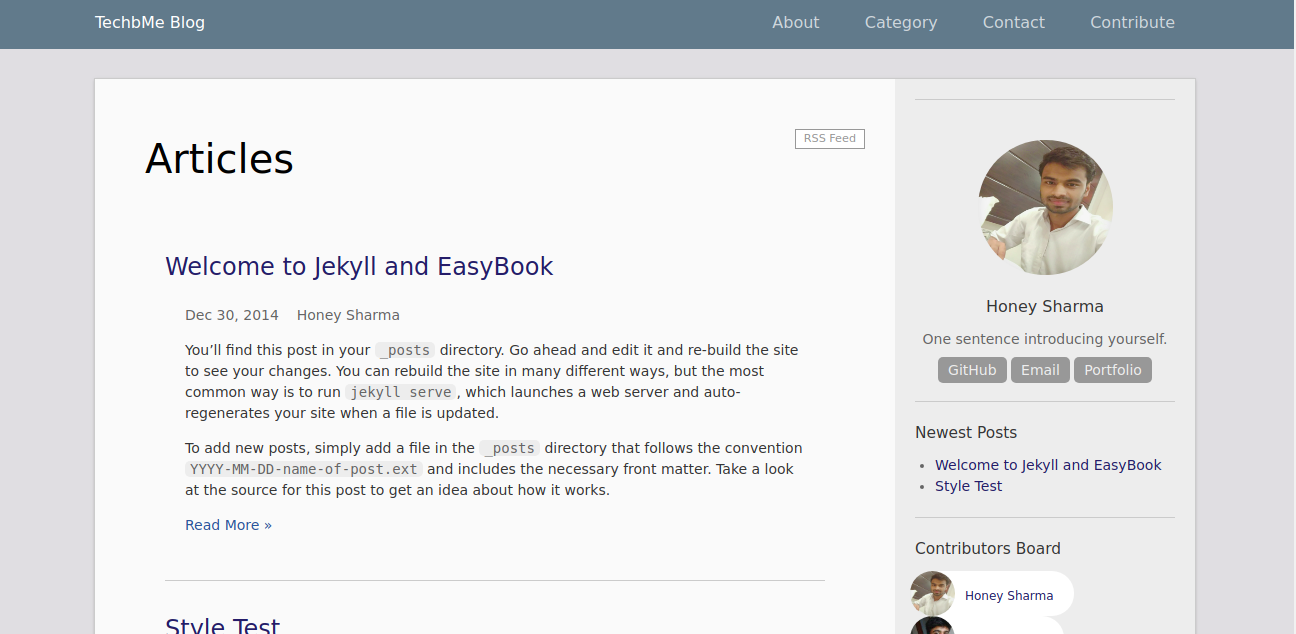 TechbMe Blog
About Category Contact Contribute
RSS Feed
Articles
Welcome to Jekyll and EasyBook
Dec 30, 2014 Honey Sharma
You’ll find this post in your _posts directory. Go ahead and edit it and re-build the site
to see your changes. You can rebuild the site in many different ways, but the most
common way is to run jekyll serve , which launches a web server and auto-
regenerates your site when a file is updated.
To add new posts, simply add a file in the _posts directory that follows the convention
YYYY-MM-DD-name-of-post.ext and includes the necessary front matter. Take a look
at the source for this post to get an idea about how it works.
Read More »
Style Test
Honey Sharma
One sentence introducing yourself.
GitHub Email Portfolio
Newest Posts
• Welcome to Jekyll and EasyBook
• Style Test
Contributors Board
Honey Sharma